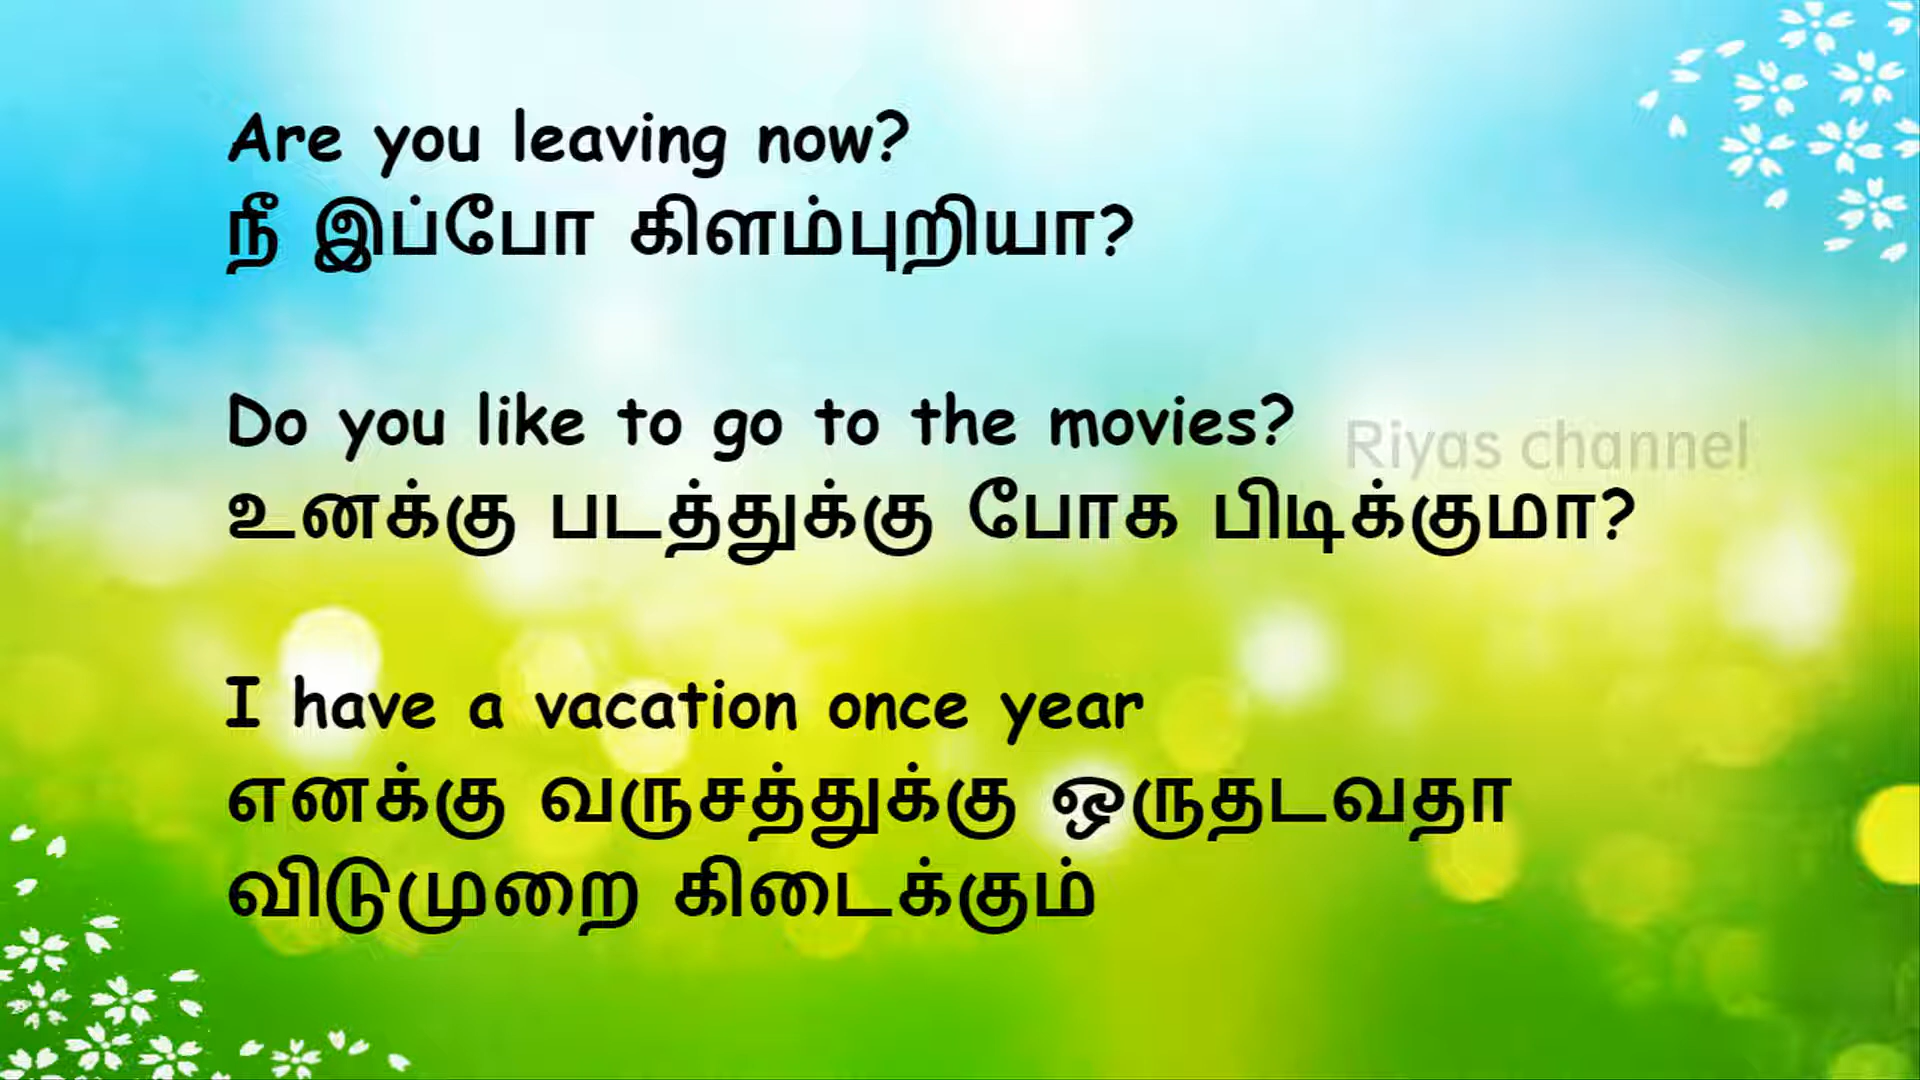 Are you leaving now?
நீ இப்போ கிளம்புறியா?
Do you like to go to the movies?
Riyas channel
உனக்கு படத்துக்கு போக பிடிக்குமா?
I have a vacation once year
எனக்கு வருசத்துக்கு ஒருதடவதா
விடுமுறை கிடைக்கும்